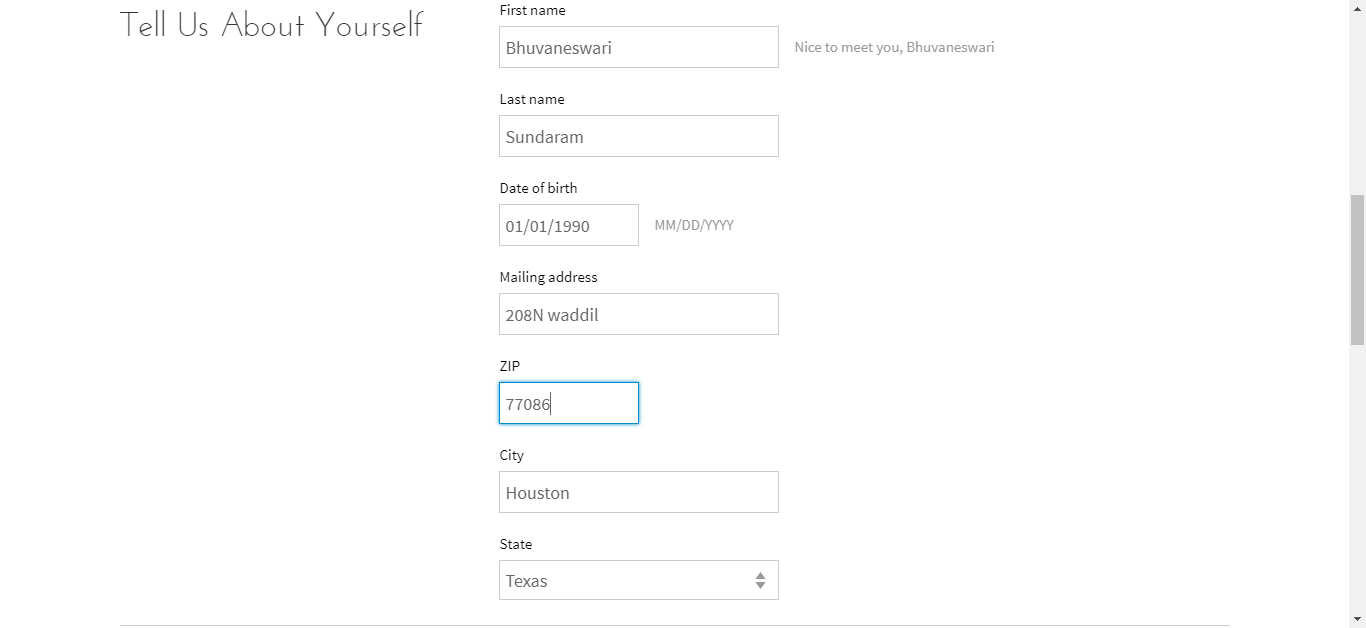 Tell Us About Yourself
First name
Bhuvaneswari
Nice to meet you, Bhuvaneswari
Last name
Sundaram
Date of birth
01/01/1990
MM/DD/YYYY
Mailing address
208N waddil
ZIP
77086
City
Houston
State
Texas